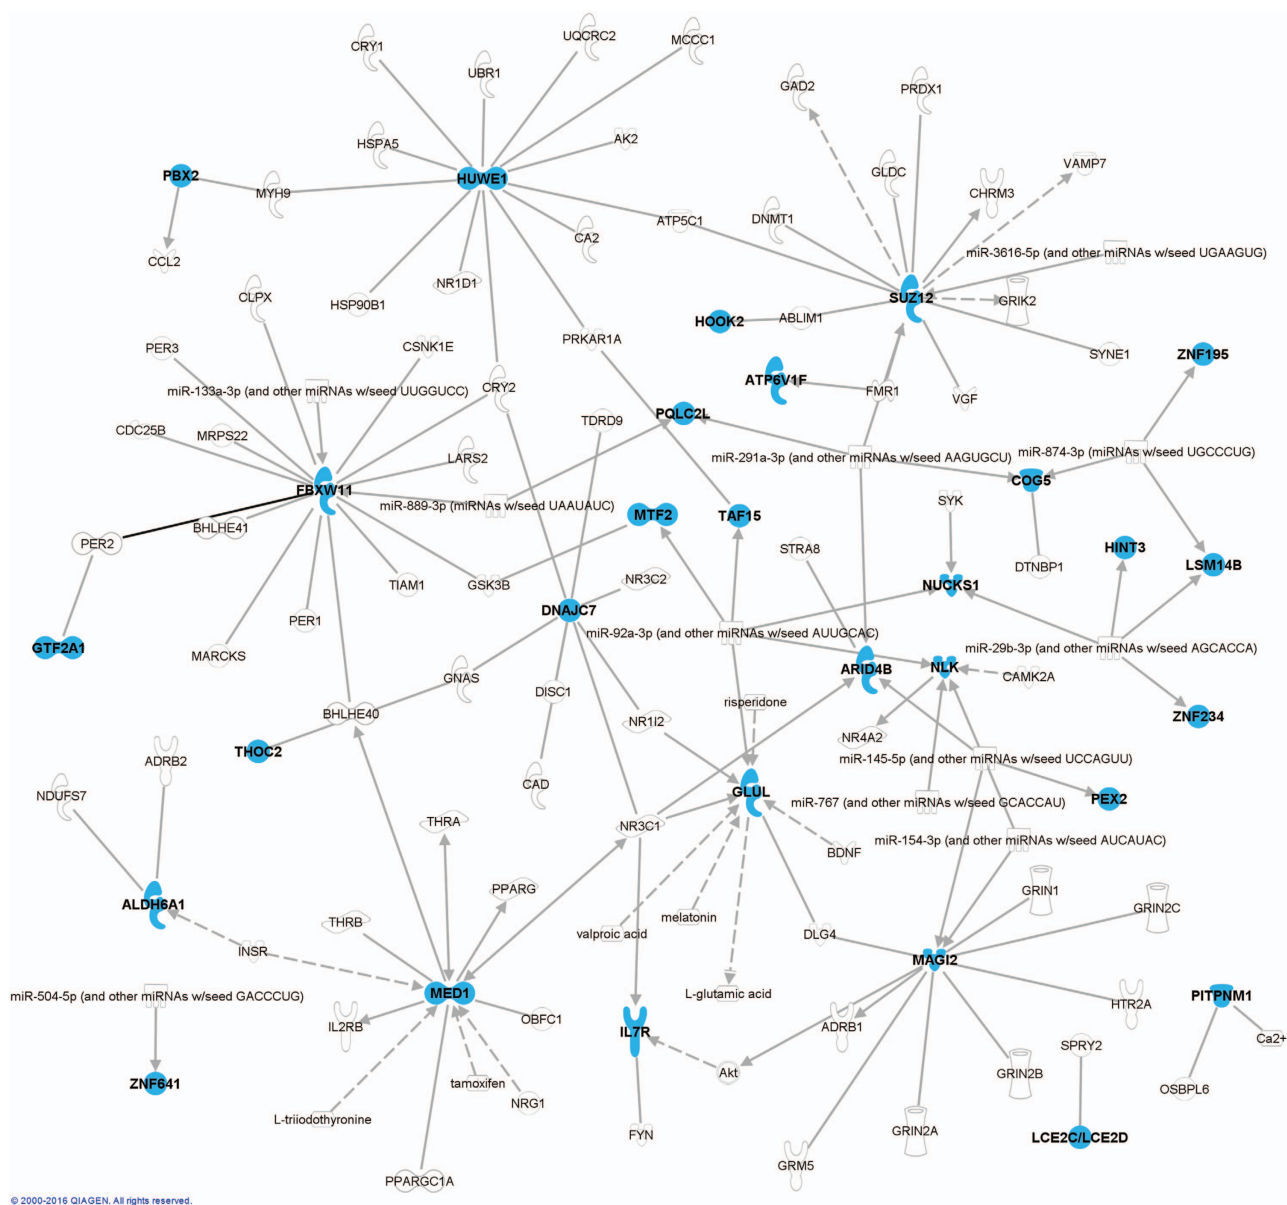 UQCRC2
CRY1
MCCC1
UBR1
GAD2
PRDX1
HSPA5
AK2
VAMP7
PBX2
HUWE1
GLDC
MYH9
CHRM3
ATP5C1
DNMT1
CA2
miR-3616-5p (and other miRNAs w/seed UGAAGUG)
CCL2
NR1D1
CLPX
HSP90B1
SUZ12
GRIK2
HOOK2
ABLIM1
PER3
CSNK1E
PRKAR1A
SYNE1
ZNF195
ATP6V1F
CRY2
FMR1
VGF
miR-133a-3p (and other miRNAs w/seed UUGGUCC)
PQLC2L
TDRD9
CDC25B
MRPS22
LARS2
miR-291a-3p (and other miRNAs w/seed AAGUGCU)
miR-874-3p (miRNAs w/seed UGCCCUG)
COG5
FBXW11
miR-889-3p (miRNAs w/seed UAAUAUC)
SYK
MTF2
TAF15
BHLHE41
PER2
STRA8
HINT3
DTNBP1
LSM14B
NR3C2
TIAM1
GSK3B
NUCKS1
DNAJC7
PER1
miR-92a-3p (and other miRNAs w/seed AUUGCAC)
GTF2A1
MARCKS
miR-29b-3p (and other miRNAs w/seed AGCACCA)
ARID4B
NLK
CAMK2A
GNAS
DISC1
risperidone
BHLHE40
NR1I2
ZNF234
NR4A2
THOC2
ADRB2
miR-145-5p (and other miRNAs w/seed UCCAGUU)
NDUFS7
CAD
GLUL
miR-767 (and other miRNAs w/seed GCACCAU)
PEX2
THRA
NR3C1
miR-154-3p (and other miRNAs w/seed AUCAUAC)
BDNF
PPARG
GRIN1
ALDH6A1
melatonin
GRIN2C
THRB
valproic acid
DLG4
INSR
MAGI2
miR-504-5p (and other miRNAs w/seed GACCCUG)
MED1
L-glutamic acid
PITPNM1
HTR2A
IL2RB
OBFC1
IL7R
ADRB1
Ca2+
SPRY2
Akt
GRIN2B
ZNF641
tamoxifen
OSBPL6
NRG1
L-triiodothyronine
FYN
GRIN2A
LCE2C/LCE2D
GRM5
PPARGC1A
© 2000-2016 QIAGEN. All rights reserved.